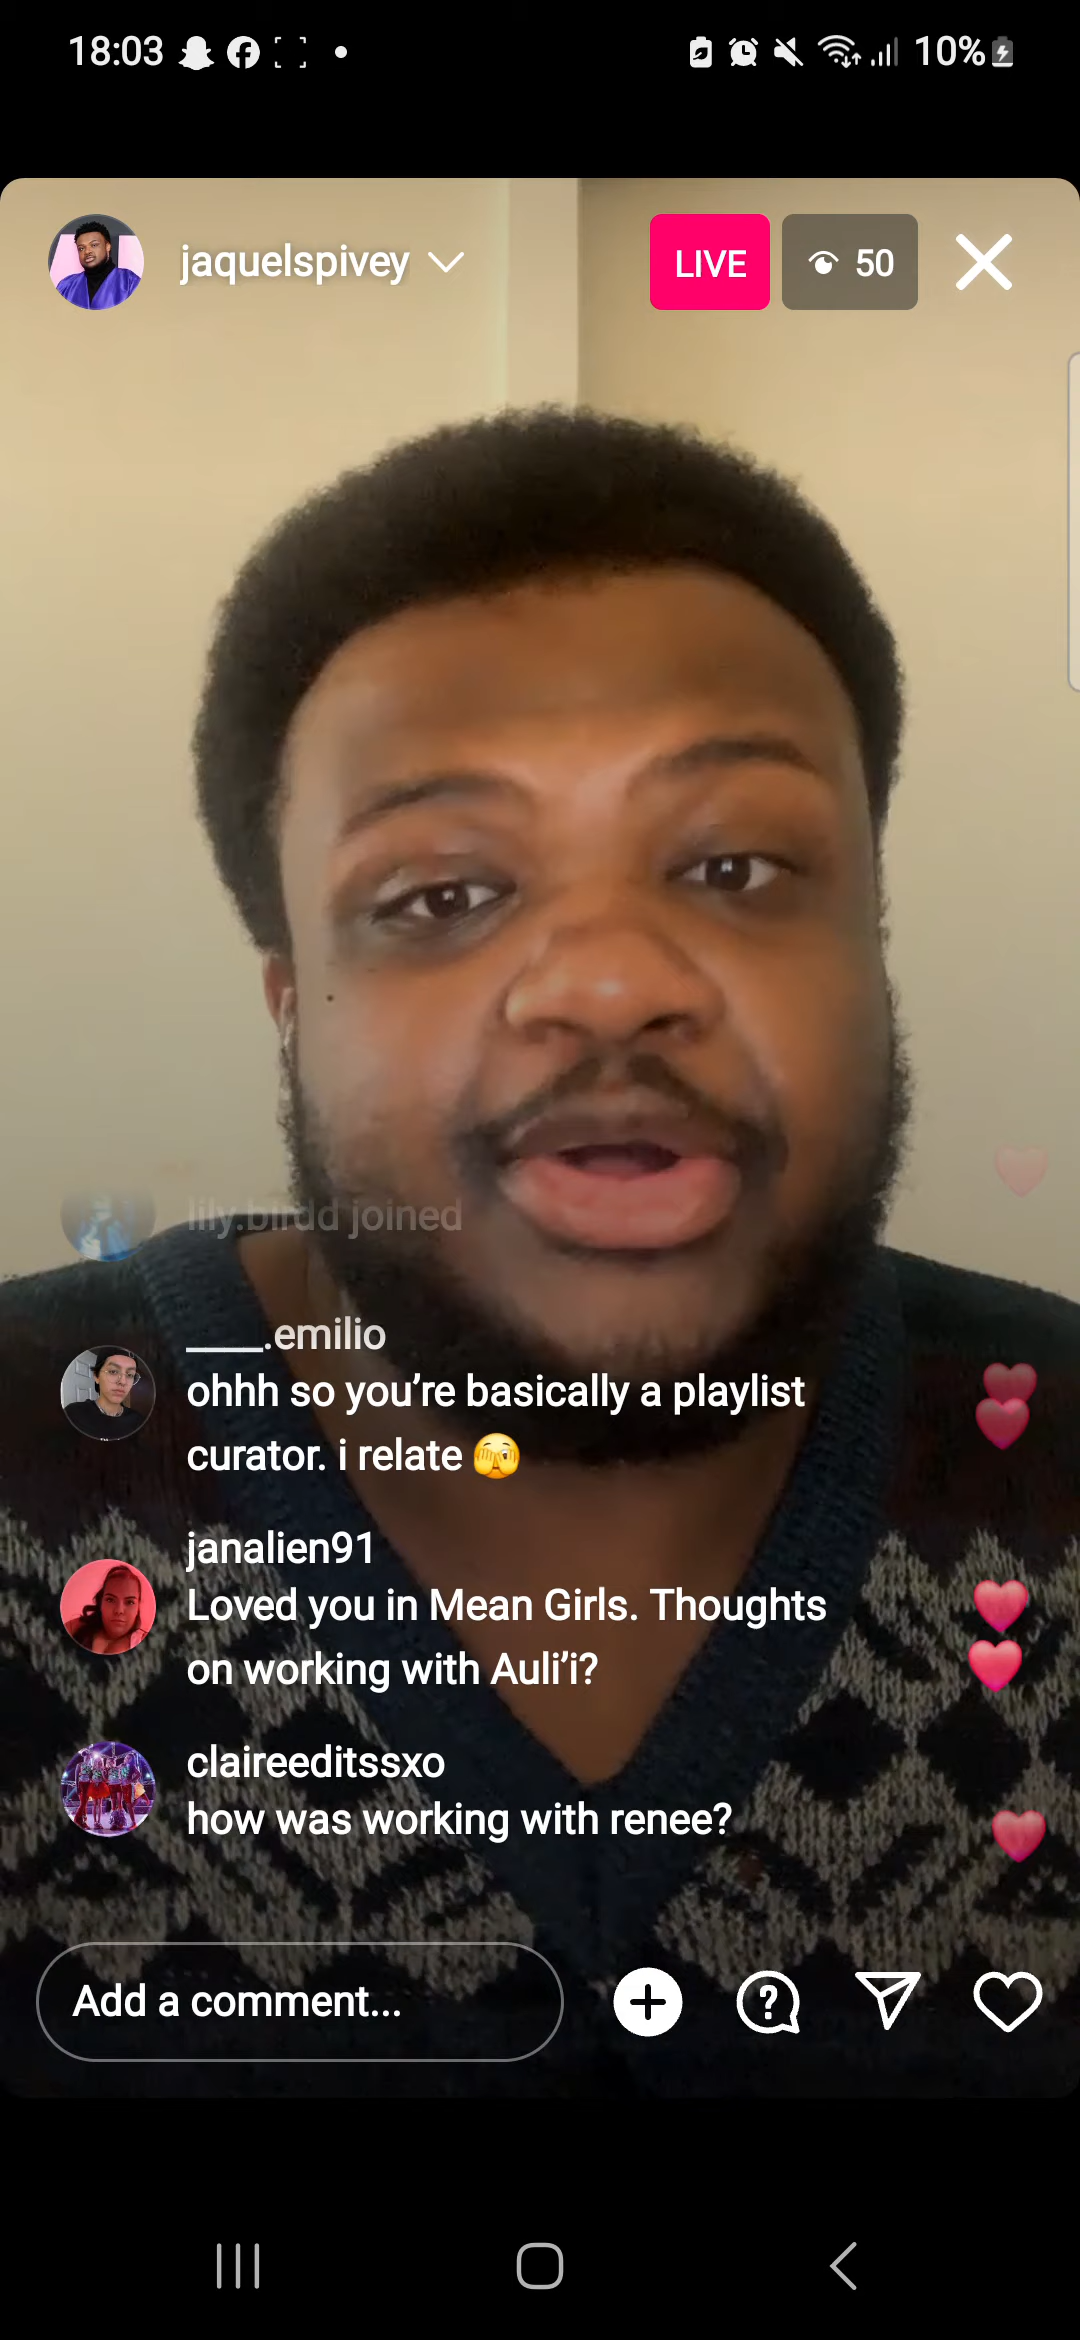 18:03
10%
jaquelspivey
LIVE
50
lily.birdd joined
____.emilio
ohhh so you’re basically a playlist
curator. i relate 🫣
janalien91
Loved you in Mean Girls. Thoughts
on working with Auli’i?
claireeditssxo
how was working with renee?
Add a comment...